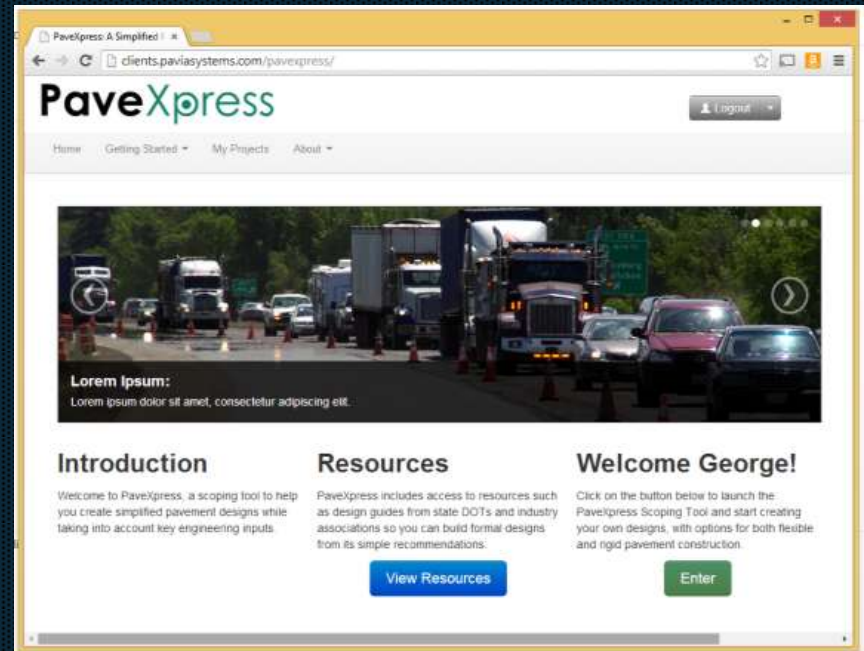 PaveXpress: A Simplified
clients.paviasystems.com/pavexpress/
PaveXpress
Logout
Home Getting Started My Projects About
Lorem Ipsum:
Lorem ipsum dolor sit amet, consectetur adipiscing elit.
Introduction
Welcome to PaveXpress, a scoping tool to help
you create simplified pavement designs while
taking into account key engineering inputs.
Resources
PaveXpress includes access to resources such
as design guides from state DOTs and industry
associations so you can build formal designs
from its simple recommendations.
View Resources
Welcome George!
Click on the button below to launch the
PaveXpress Scoping Tool and start creating
your own designs, with options for both flexible
and rigid pavement construction.
Enter